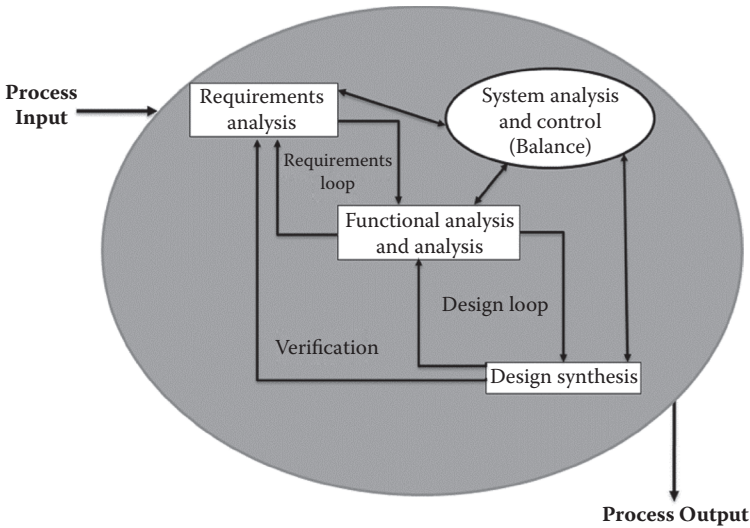 Process
Input
Requirements
analysis
System analysis
and control
(Balance)
Requirements
loop
Functional analysis
and analysis
Design loop
Verification
Design synthesis
Process Output